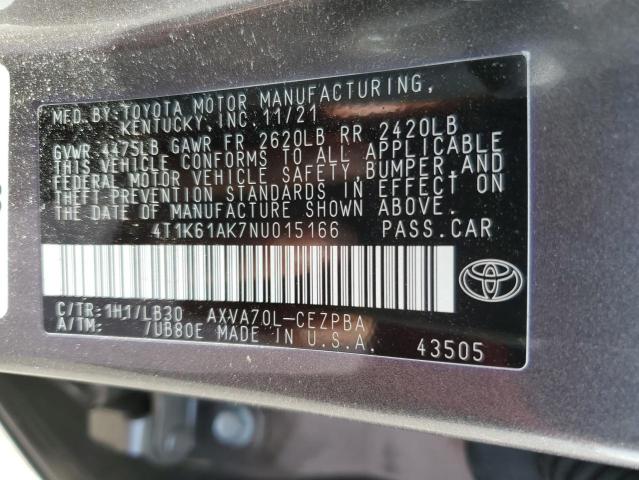 MFD.BY:TOYOTA MOTOR MANUFACTURING,
KENTUCKY,INC.11/21
GVWR 4475LB GAWR FR 2620LB RR 2420LB
THIS VEHICLE CONFORMS TO ALL APPLICABLE
FEDERAL MOTOR VEHICLE SAFETY,BUMPER,AND
THEFT PREVENTION STANDARDS IN EFFECT ON
THE DATE OF MANUFACTURE SHOWN ABOVE.
4T1K61AK7NU015166 PASS.CAR
C/TR:1H1/LB30 AXVA70L-CEZPBA
A/TM: /UB80E MADE IN U.S.A.
43505